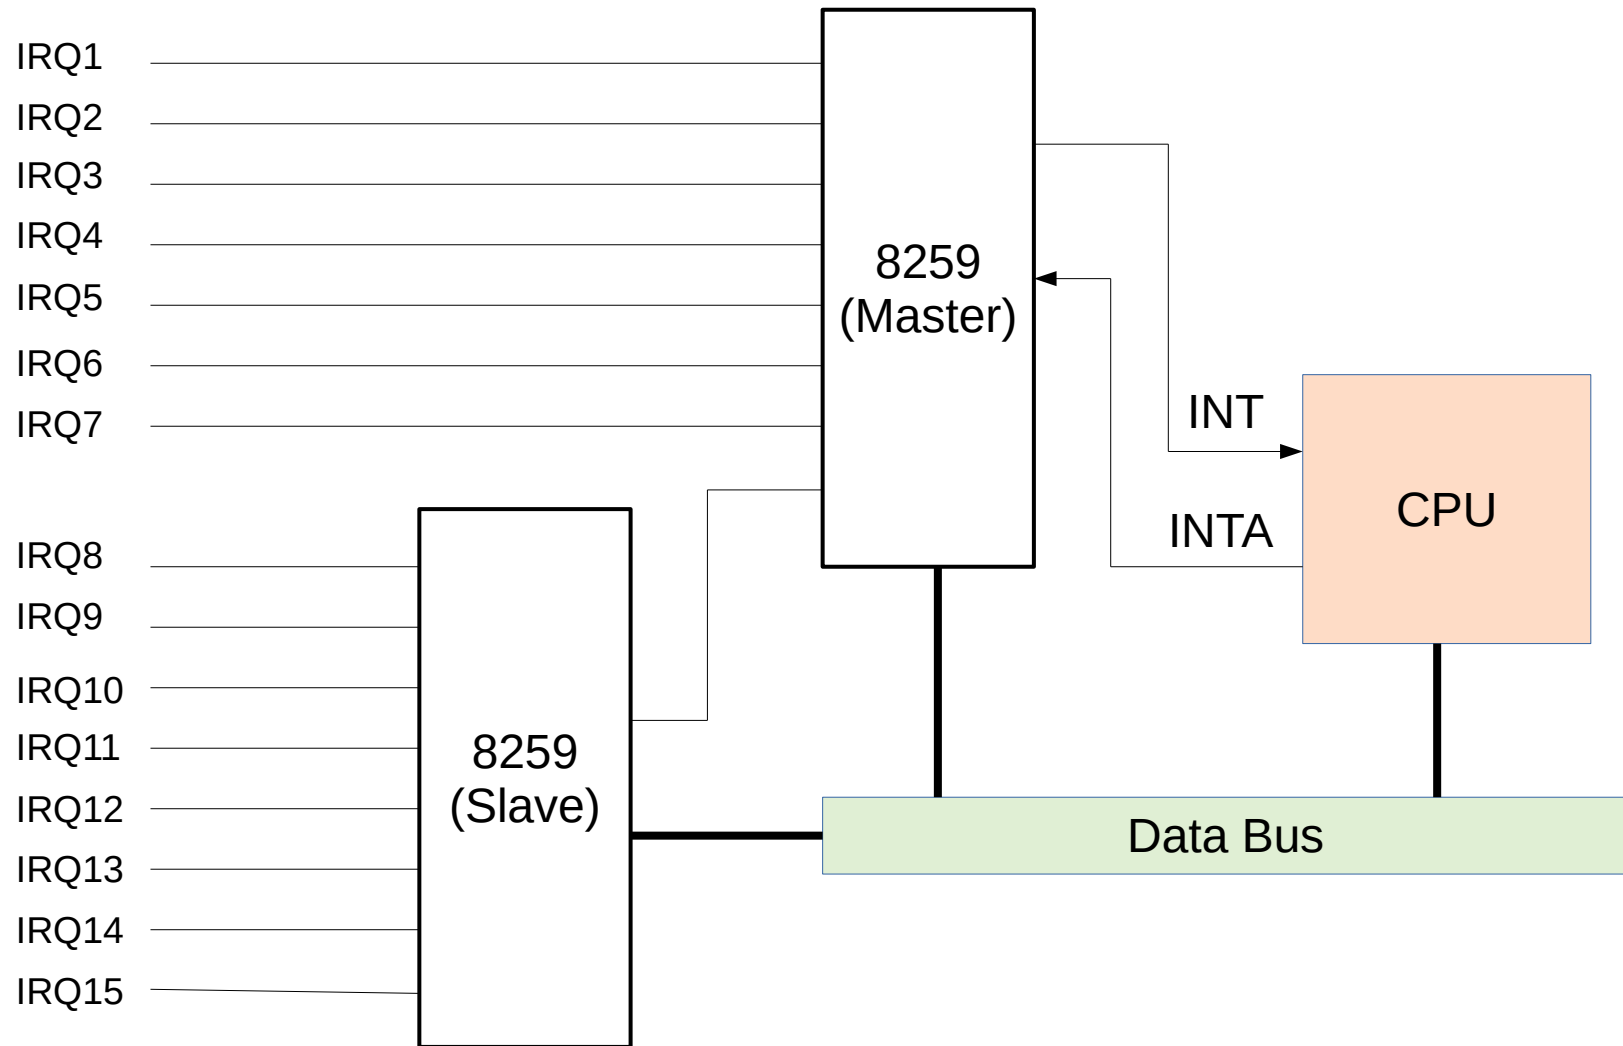 IRQ1
IRQ2
IRQ3
IRQ4
IRQ5
IRQ6
IRQ7
8259
(Master)
INT
INTA
CPU
IRQ8
IRQ9
IRQ10
IRQ11
IRQ12
IRQ13
IRQ14
IRQ15
8259
(Slave)
Data Bus